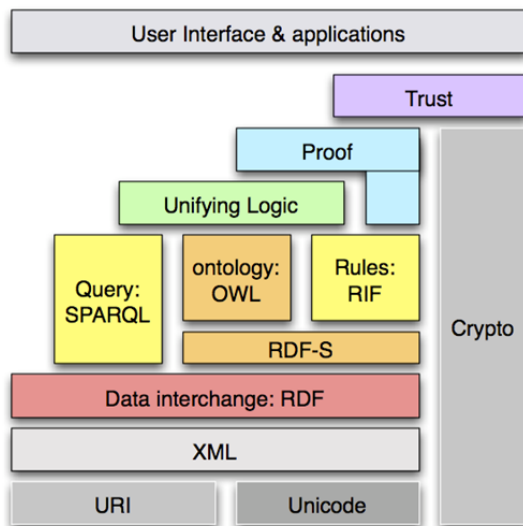 User Interface & applications
Trust
Proof
Unifying Logic
Query:
SPARQL
ontology:
OWL
Rules:
RIF
Crypto
RDF-S
Data interchange: RDF
XML
URI
Unicode